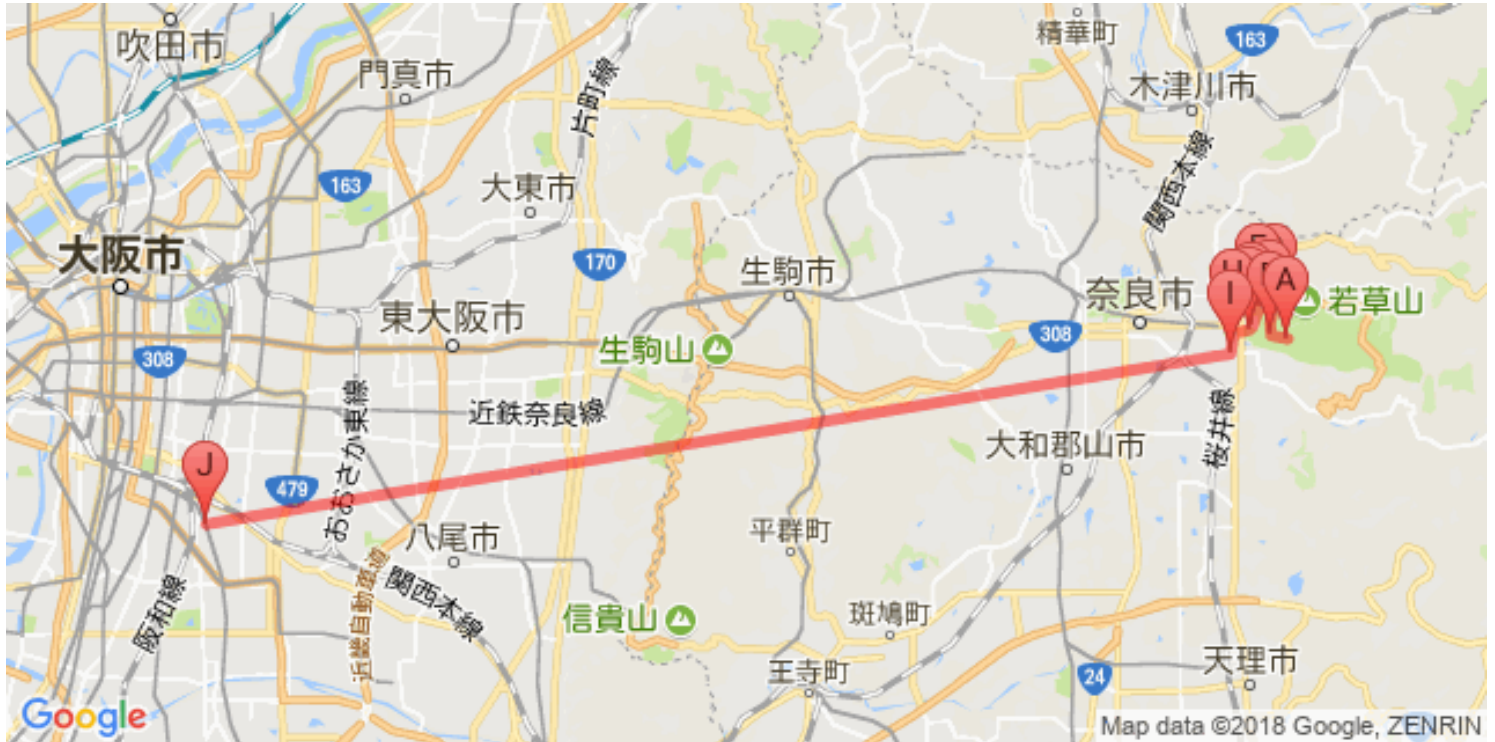 吹田市
門真市
精華町
163
木津川市
片町線
163
大東市
関西本線
大阪市
170
生駒市
奈良市
H
A
I
若草山
東大阪市
308
生駒山
308
近鉄奈良線
おおさか東線
桜井線
大和郡山市
J
479
八尾市
平群町
阪和線
近畿自動車道
関西本線
信貴山
斑鳩町
王寺町
24
天理市
Google
Map data ©2018 Google, ZENRIN